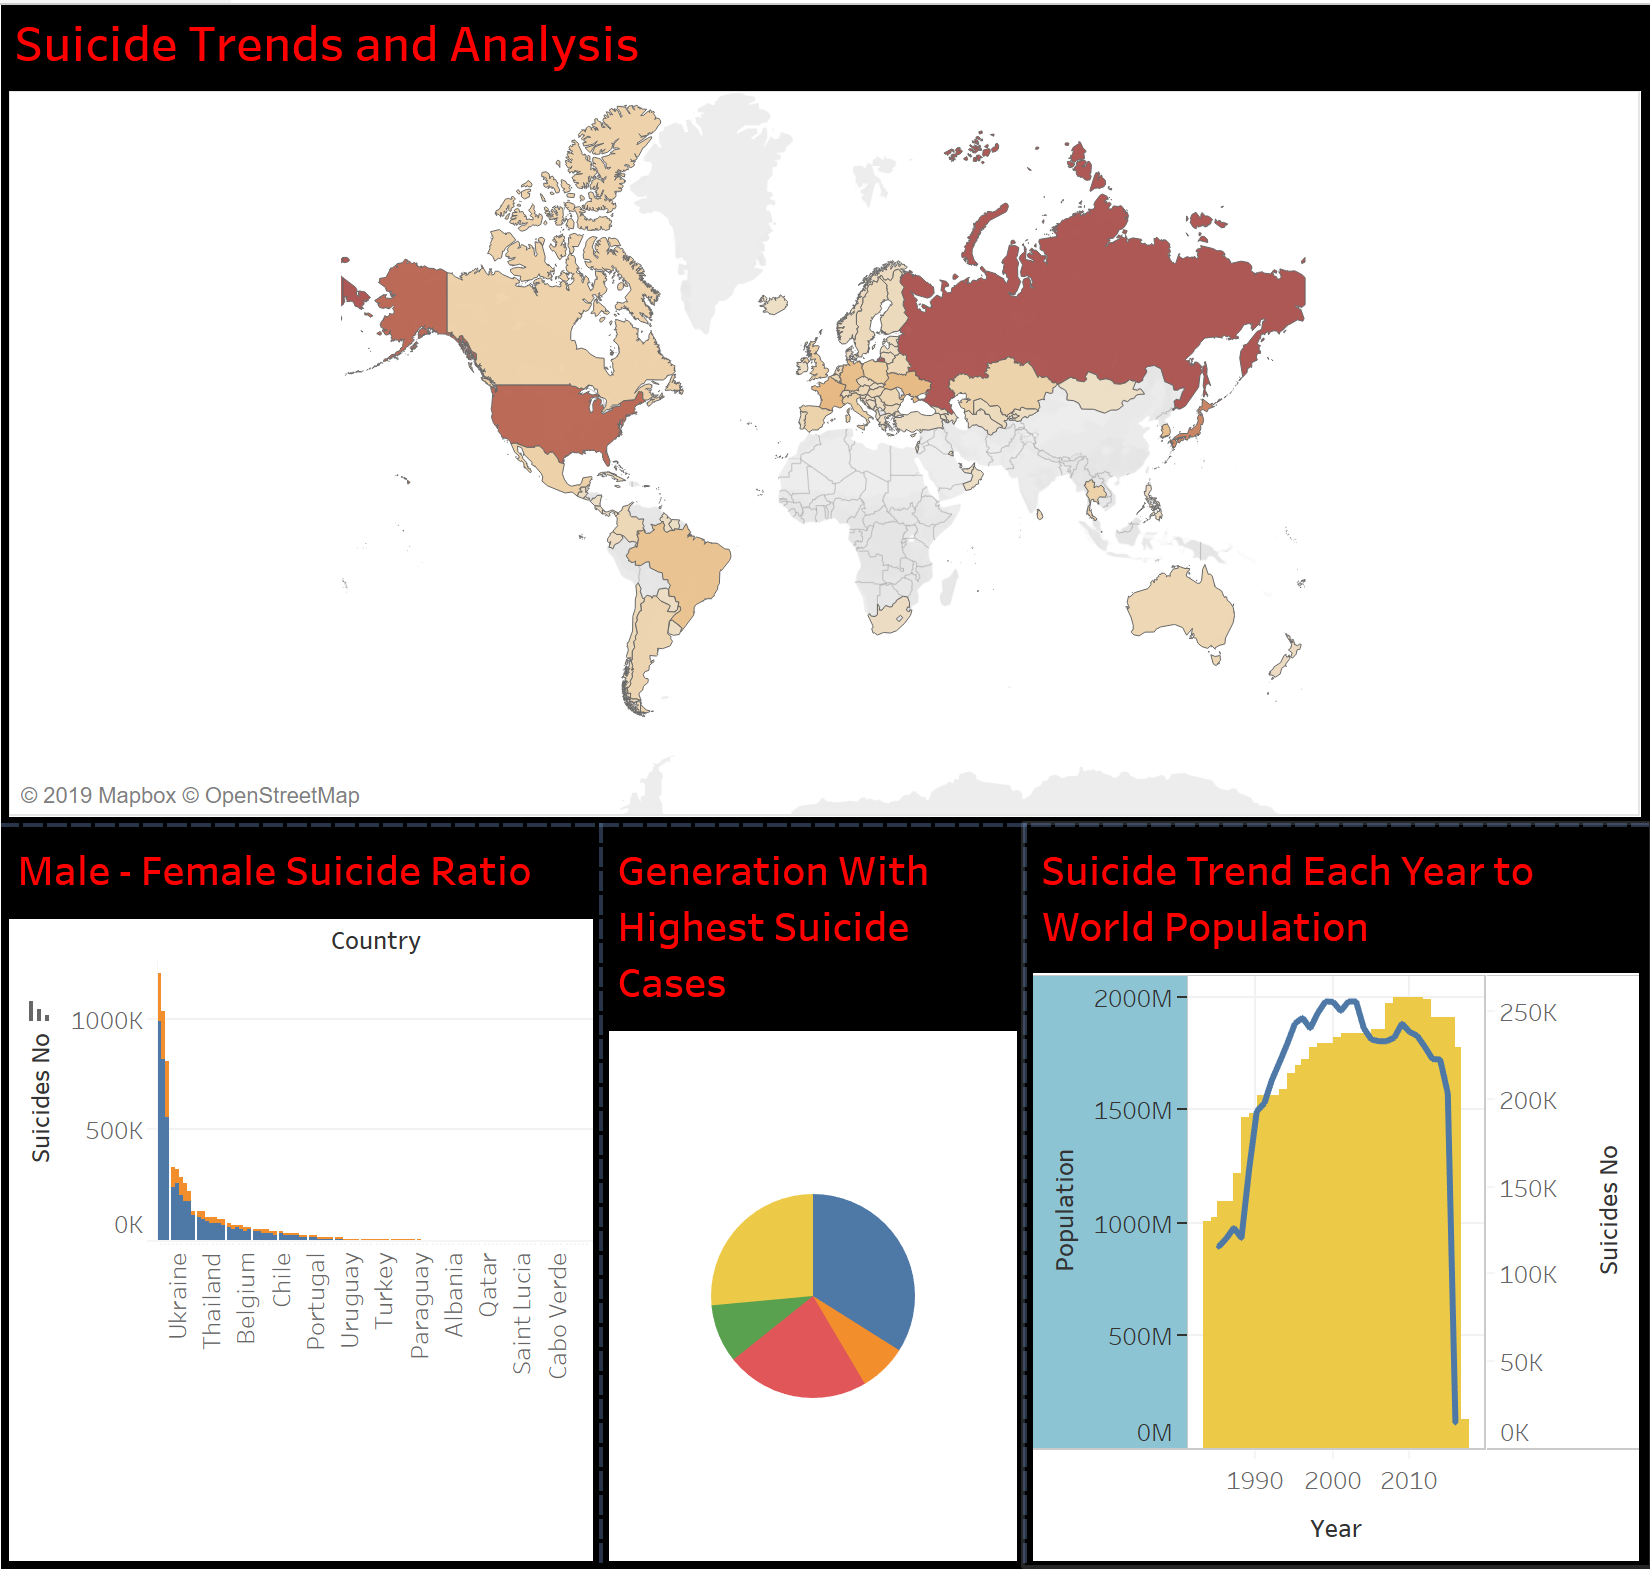 Suicide Trends and Analysis
© 2019 Mapbox © OpenStreetMap
Male - Female Suicide Ratio
Country
Suicides No
1000K
500K
0K
Ukraine
Thailand
Belgium
Chile
Portugal
Uruguay
Turkey
Paraguay
Albania
Qatar
Saint Lucia
Cabo Verde
Generation With
Highest Suicide
Cases
Suicide Trend Each Year to
World Population
Population
2000M
1500M
1000M
500M
0M
250K
200K
150K
100K
50K
0K
Suicides No
1990 2000 2010
Year